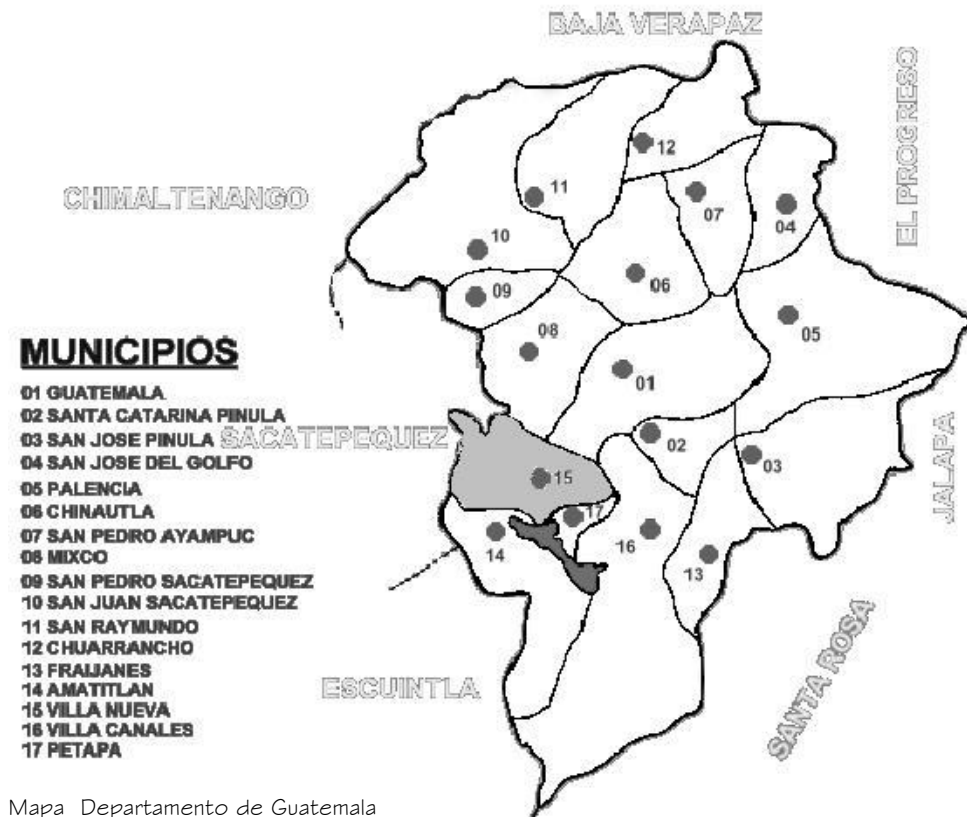 BAJA VERAPAZ
EL PROGRESO
CHIMALTENANGO
12
11
07
04
10
09
06
05
08
01
MUNICIPIOS
01 GUATEMALA
02 SANTA CATARINA PINULA
03 SAN JOSE PINULA
04 SAN JOSE DEL GOLFO
05 PALENCIA
06 CHINAUTLA
07 SAN PEDRO AYAMPUC
08 MIXCO
09 SAN PEDRO SACATEPEQUEZ
10 SAN JUAN SACATEPEQUEZ
11 SAN RAYMUNDO
12 CHUARRANCHO
13 FRAIJANES
14 AMATITLAN
15 VILLA NUEVA
16 VILLA CANALES
17 PETAPA
SACATEPEQUEZ
02
03
JALAPA
15
17
14
16
13
ESCUINTLA
SANTA ROSA
Mapa Departamento de Guatemala